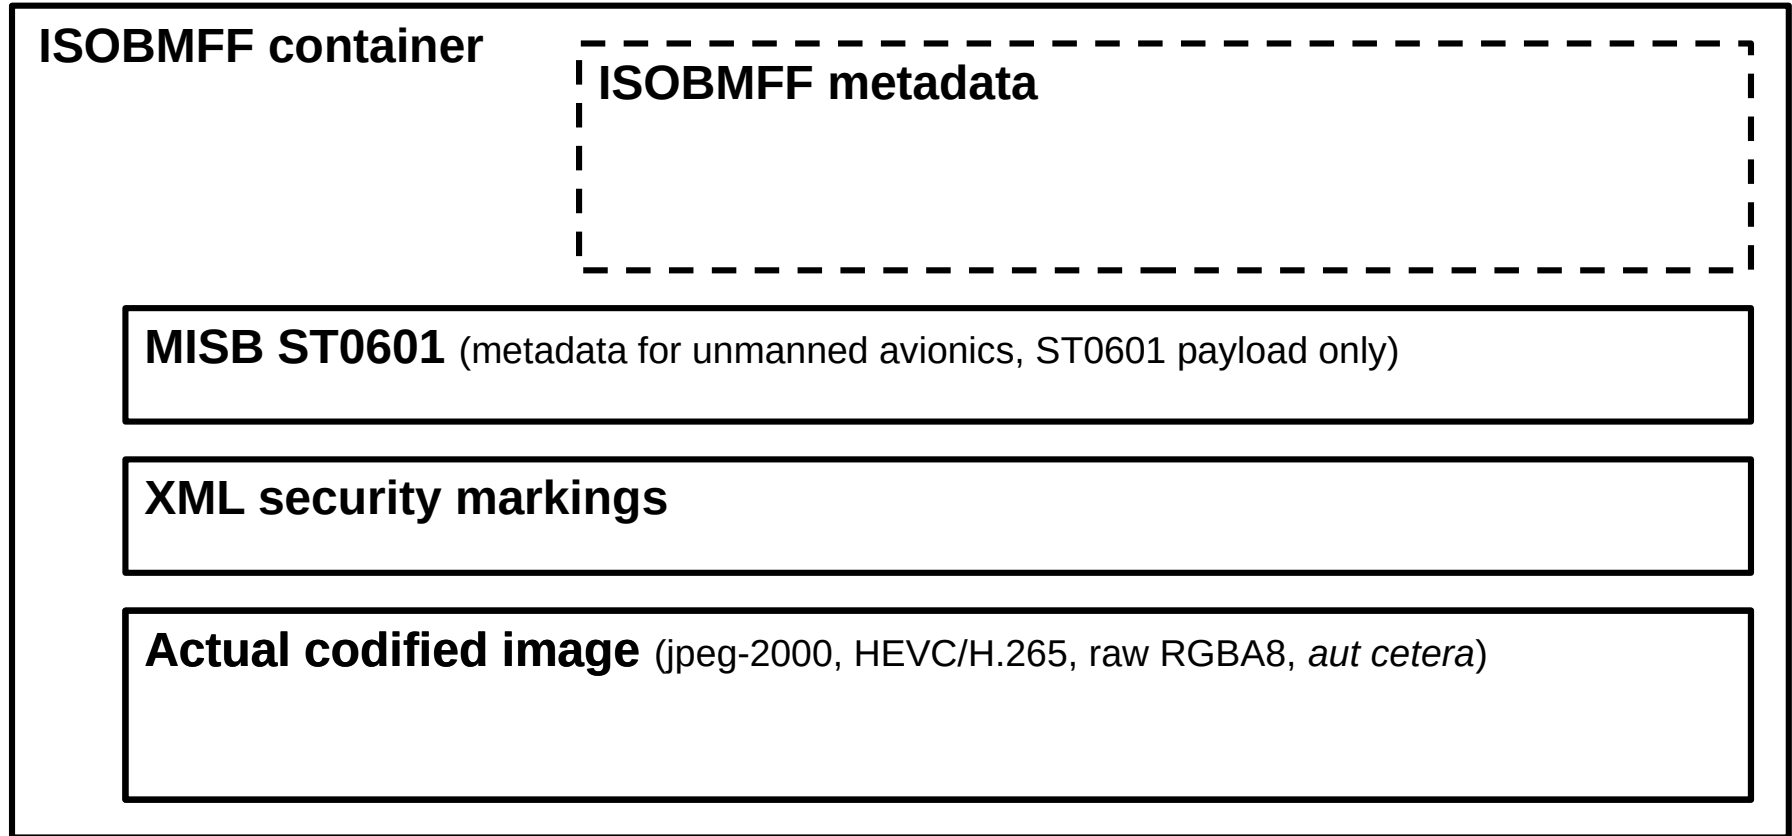 ISOBMFF container
ISOBMFF metadata
MISB ST0601 (metadata for unmanned avionics, ST0601 payload only)
XML security markings
Actual codified image (jpeg-2000, HEVC/H.265, raw RGBA8, aut cetera)